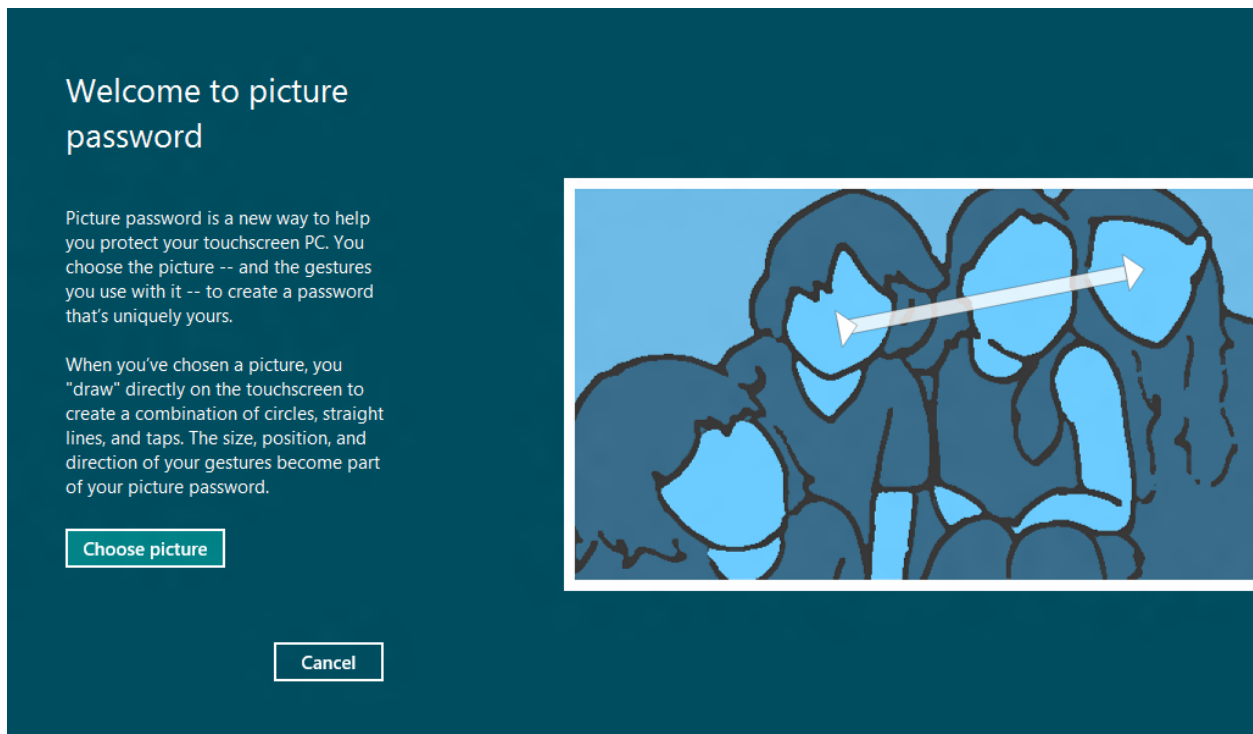 Welcome to picture
password
Picture password is a new way to help
you protect your touchscreen PC. You
choose the picture -- and the gestures
you use with it -- to create a password
that's uniquely yours.
When you've chosen a picture, you
"draw" directly on the touchscreen to
create a combination of circles, straight
lines, and taps. The size, position, and
direction of your gestures become part
of your picture password.
Choose picture
Cancel